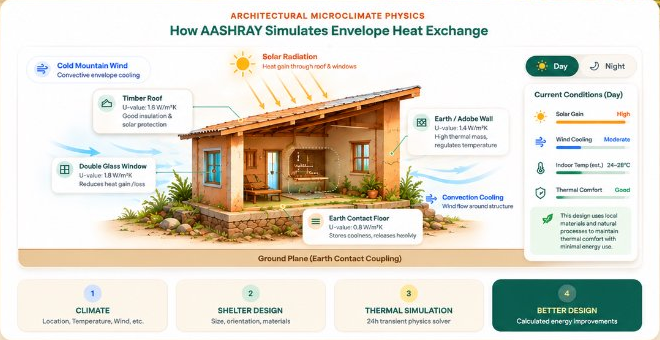 ARCHITECTURAL MICROCLIMATE PHYSICS
How AASHRAY Simulates Envelope Heat Exchange
Cold Mountain Wind
Convective envelope cooling
Solar Radiation
Heat gain through roof & windows
Day
Night
Timber Roof
U-value: 1.6 W/m²K
Good insulation &
solar protection
Earth / Adobe Wall
U-value: 1.4 W/m²K
High thermal mass,
regulates temperature
Double Glass Window
U-value: 1.8 W/m²K
Reduces heat gain /loss
Convection Cooling
Wind flow around structure
Earth Contact Floor
U-value: 0.8 W/m²K
Stores coolness, releases
Current Conditions (Day)
Solar Gain High
Wind Cooling Moderate
Indoor Temp (est.) 24-28°C
Thermal Comfort Good
This design uses local
materials and natural
processes to maintain
thermal comfort with
minimal energy use.
Ground Plane (Earth Contact Coupling)
1
CLIMATE
Location, Temperature, Wind, etc.
2
SHELTER DESIGN
Size, orientation, materials
3
THERMAL SIMULATION
24h transient physics solver
4
BETTER DESIGN
Calculated energy improvements